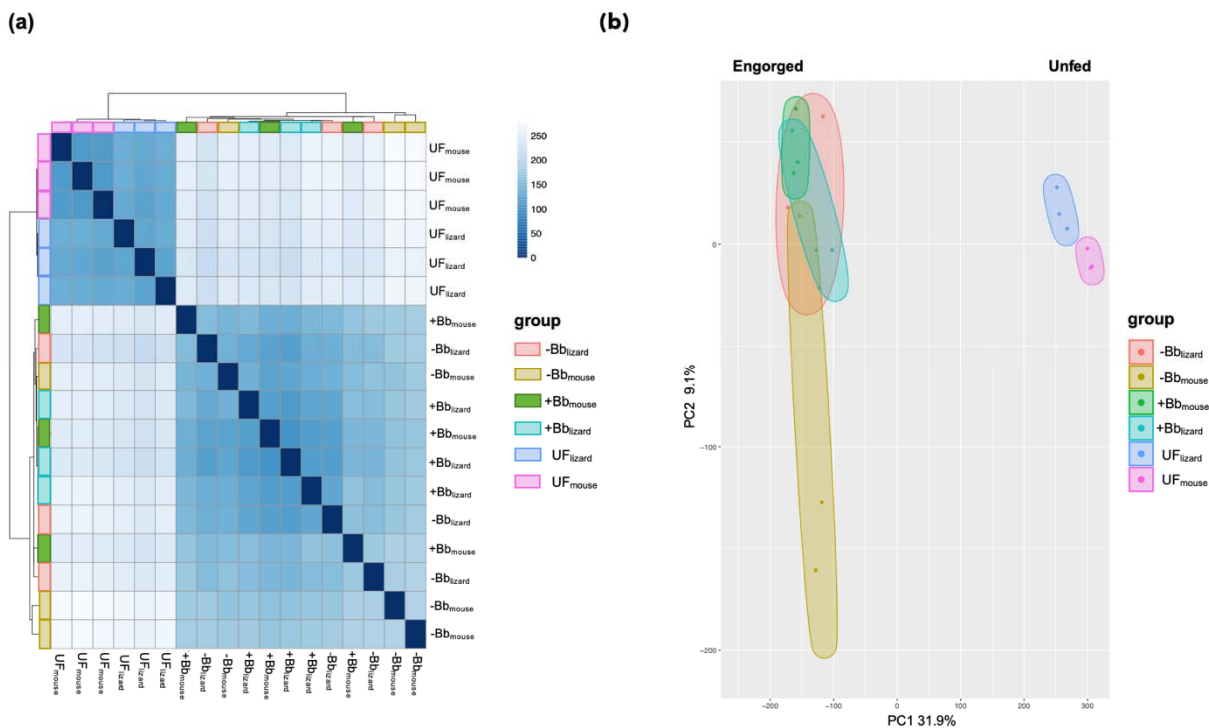 (a)
(b)
250
200
150
100
50
0
UFmouse
UFmouse
UFmouse
UFlizard
UFlizard
UFlizard
+Bbmouse
-Bblizard
-Bbmouse
+Bblizard
+Bbmouse
+Bblizard
+Bblizard
-Bblizard
+Bbmouse
-Bblizard
-Bbmouse
-Bbmouse
UFmouse
UFmouse
UFmouse
UFlizard
UFlizard
UFlizard
+Bbmouse
-Bblizard
-Bbmouse
+Bblizard
+Bbmouse
+Bblizard
+Bblizard
-Bblizard
+Bbmouse
-Bblizard
-Bbmouse
-Bbmouse
group
-Bblizard
-Bbmouse
+Bbmouse
+Bblizard
UFlizard
UFmouse
Engorged
Unfed
PC2 9.1%
0
−100
−200
−200
−100
0
100
200
300
PC1 31.9%
group
-Bblizard
-Bbmouse
+Bbmouse
+Bblizard
UFlizard
UFmouse